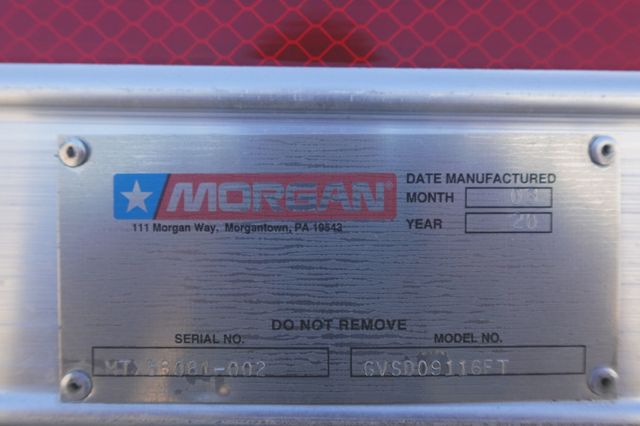 MORGAN®
111 Morgan Way, Morgantown, PA 19543
DATE MANUFACTURED
MONTH
YEAR 20
DO NOT REMOVE
SERIAL NO.
MODEL NO.
GVSD09116FT